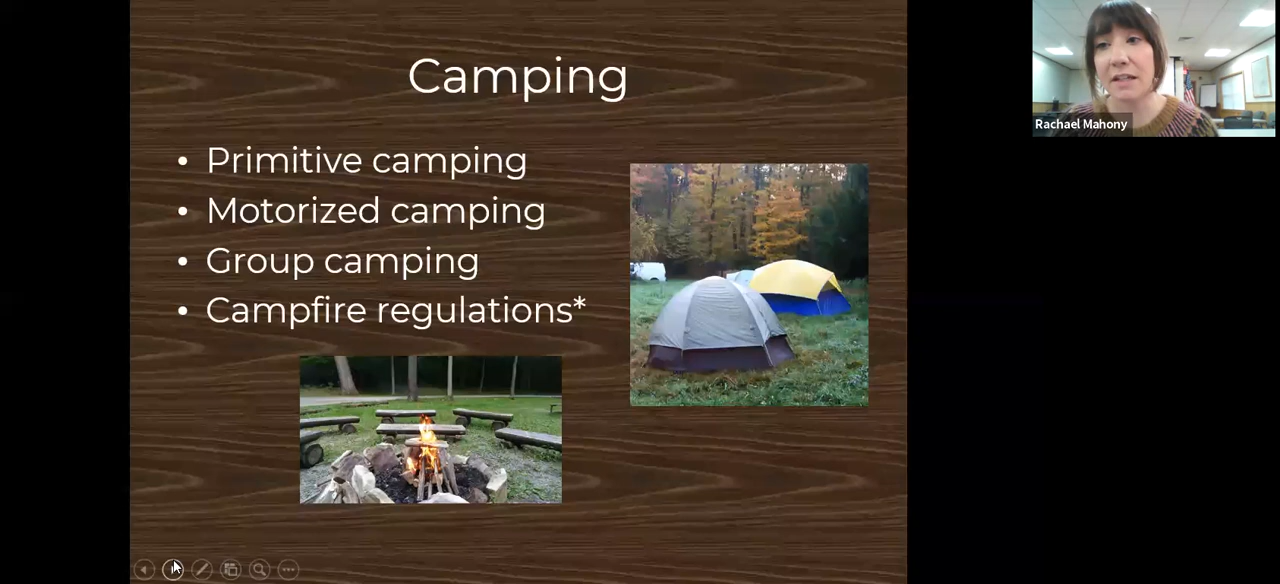 Camping
• Primitive camping
• Motorized camping
• Group camping
• Campfire regulations*
Rachael Mahony